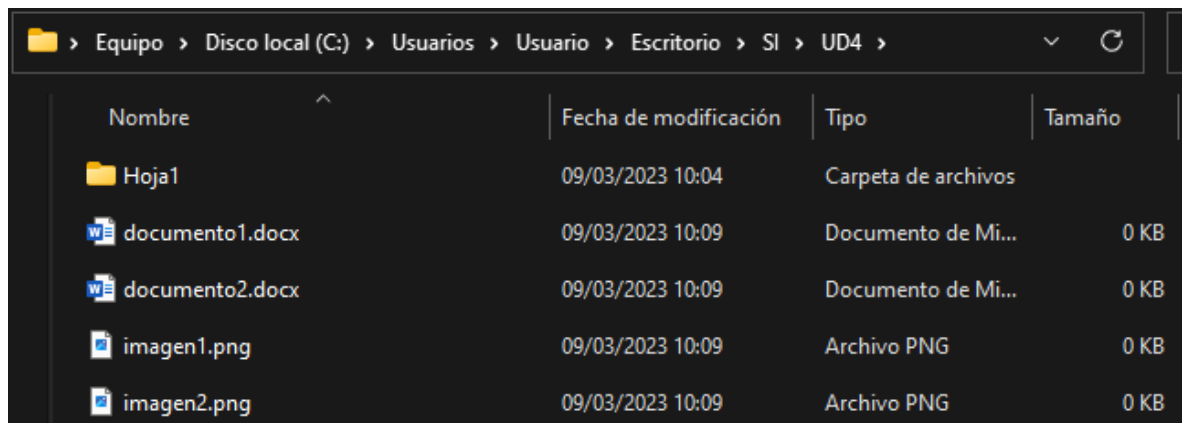 Equipo > Disco local (C:) > Usuarios > Usuario > Escritorio > SI > UD4 >
Nombre Fecha de modificación Tipo Tamaño
Hoja1 09/03/2023 10:04 Carpeta de archivos
documento1.docx 09/03/2023 10:09 Documento de Mi... 0 KB
documento2.docx 09/03/2023 10:09 Documento de Mi... 0 KB
imagen1.png 09/03/2023 10:09 Archivo PNG 0 KB
imagen2.png 09/03/2023 10:09 Archivo PNG 0 KB